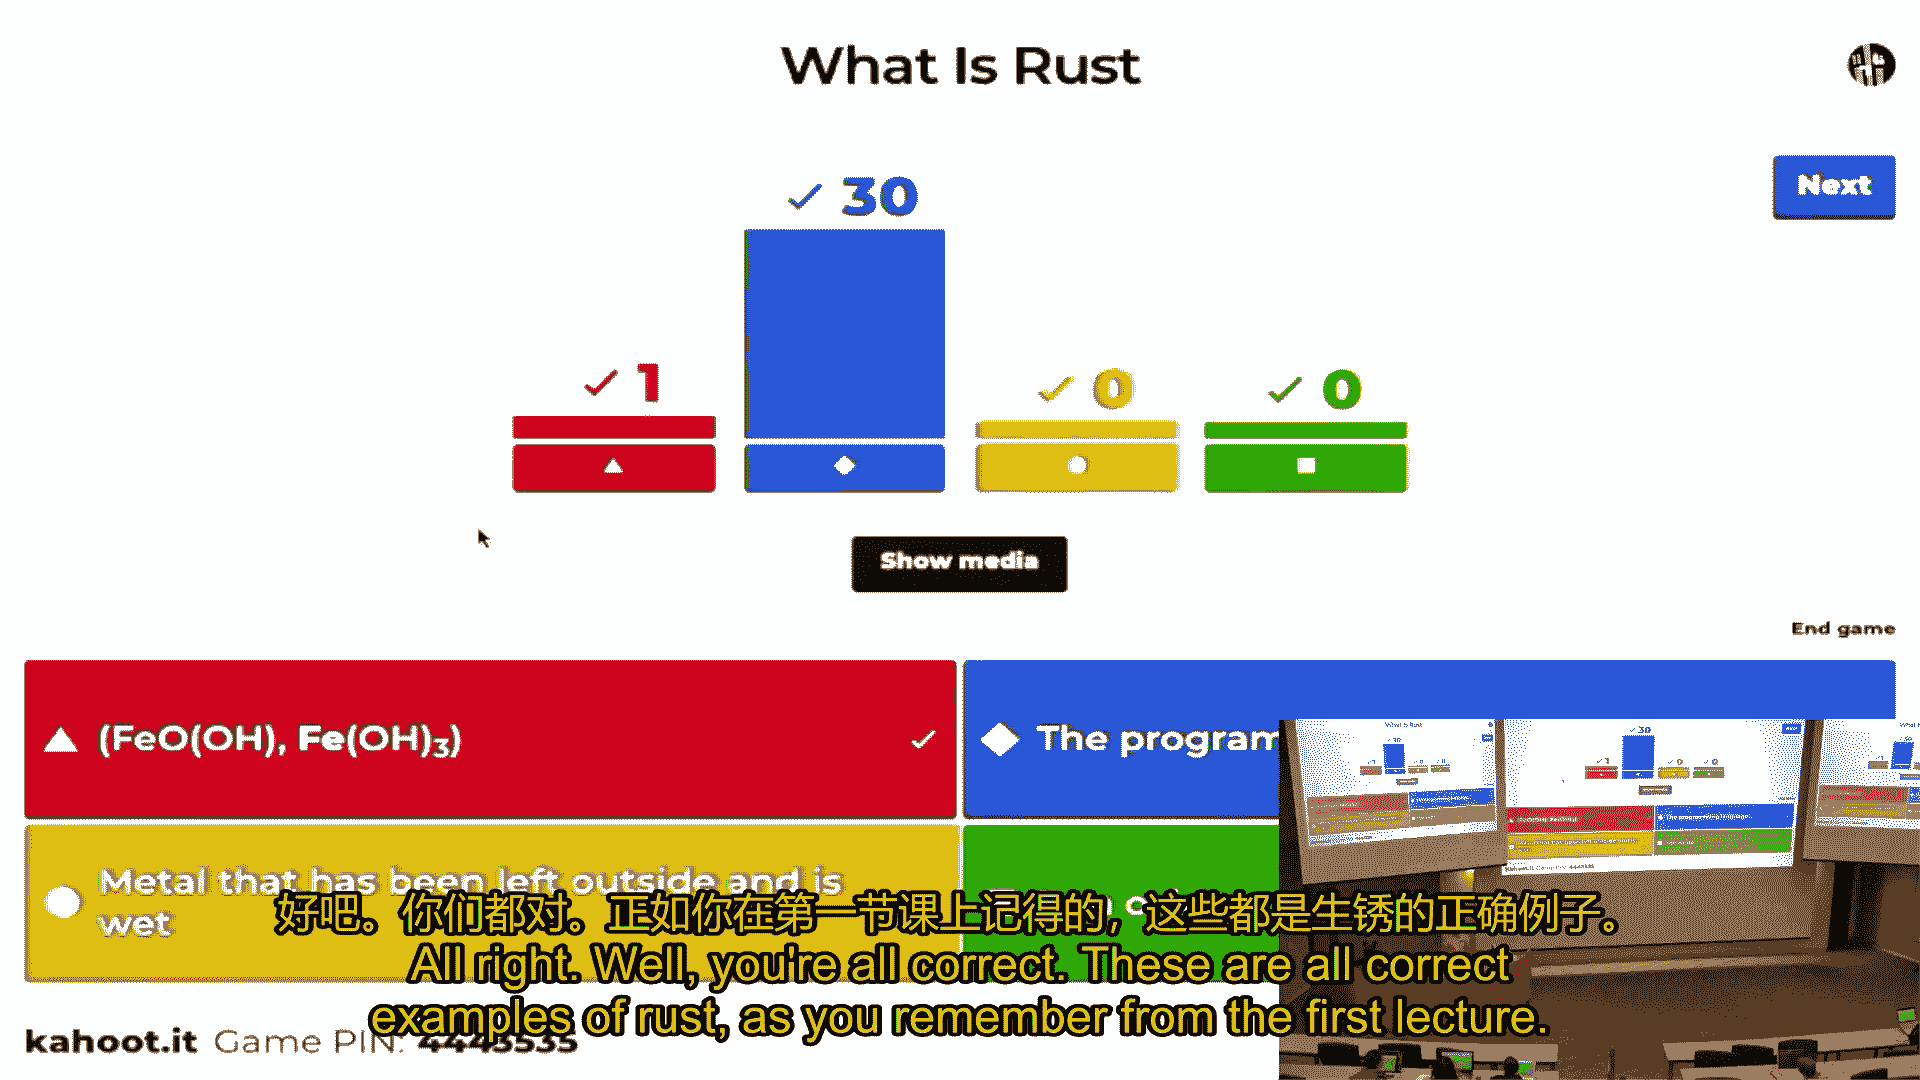 What Is Rust
30
Next
1
0
0
Show media
End game
(FeO(OH), Fe(OH)₃)
The program
Metal that has been left outside and is
wet
好吧。你们都对。正如你在第一节课上记得的，这些都是生锈的正确例子。
All right. Well, you're all correct. These are all correct
examples of rust, as you remember from the first lecture.
kahoot.it Game PIN: 4443535